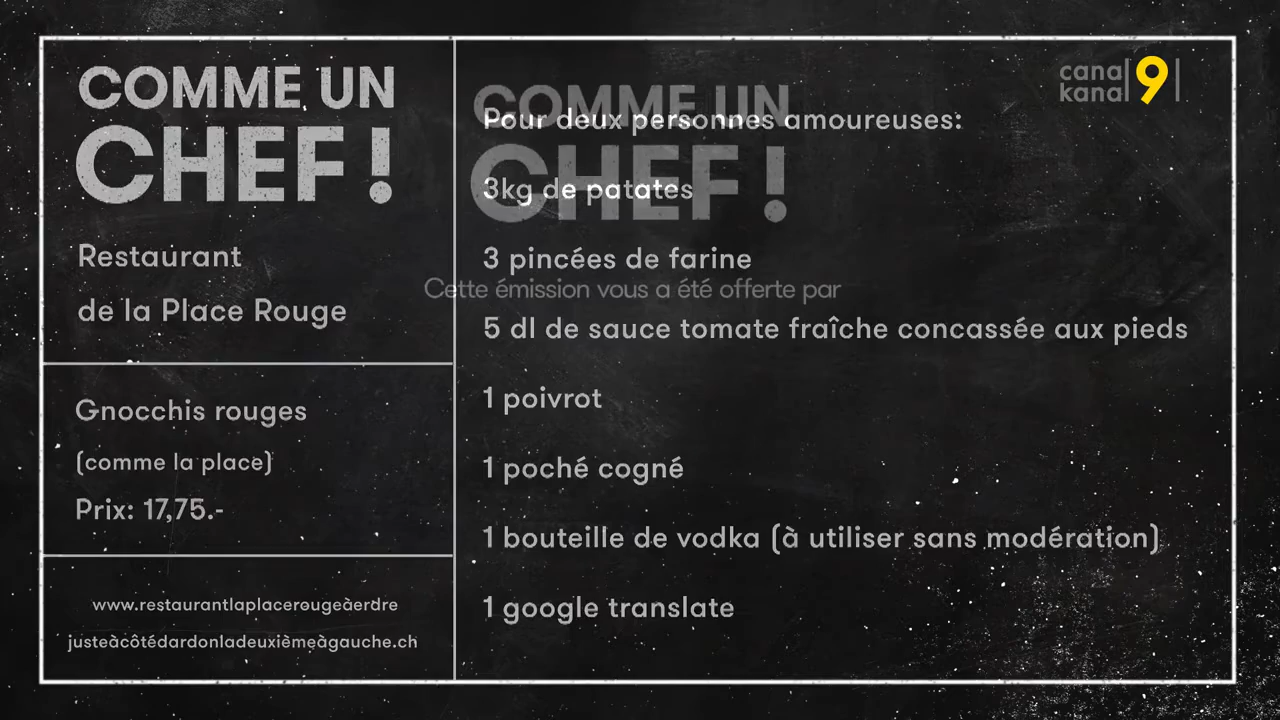 COMME UN
CHEF !
Restaurant
de la Place Rouge
Gnocchis rouges
(comme la place)
Prix: 17,75.-
www.restaurantlaplacerougeàerdre
justeàcôtédardonladeuxièmeàgauche.ch
canal 9
kanal
COMME UN
CHEF !
Pour deux personnes amoureuses:
3kg de patates
3 pincées de farine
Cette émission vous a été offerte par
5 dl de sauce tomate fraîche concassée aux pieds
1 poivrot
1 poché cogné
1 bouteille de vodka (à utiliser sans modération)
1 google translate